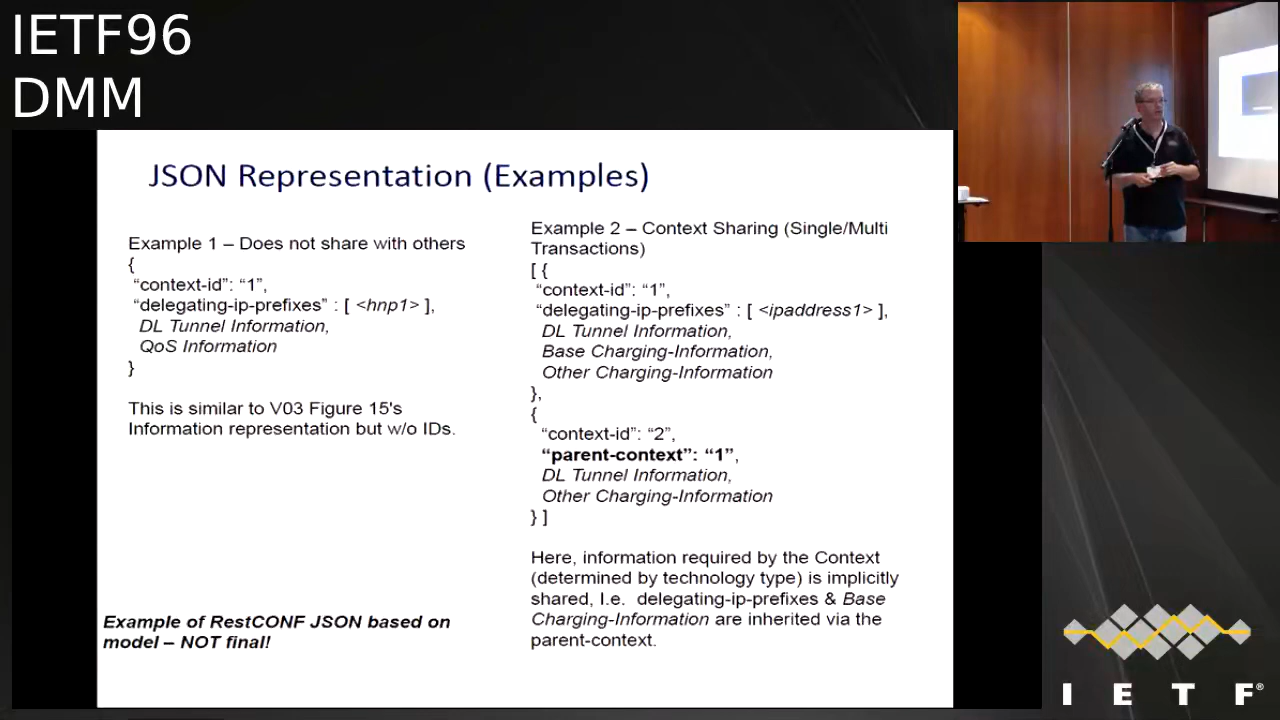 IETF96
DMM
JSON Representation (Examples)
Example 1 – Does not share with others
{
“context-id”: “1”,
“delegating-ip-prefixes” : [ <hnp1> ],
DL Tunnel Information,
QoS Information
}
This is similar to V03 Figure 15's
Information representation but w/o IDs.
Example of RestCONF JSON based on
model – NOT final!
Example 2 – Context Sharing (Single/Multi
Transactions)
[ {
“context-id”: “1”,
“delegating-ip-prefixes” : [ <ipaddress1> ],
DL Tunnel Information,
Base Charging-Information,
Other Charging-Information
},
{
“context-id”: “2”,
“parent-context”: “1”,
DL Tunnel Information,
Other Charging-Information
} ]
Here, information required by the Context
(determined by technology type) is implicitly
shared, I.e. delegating-ip-prefixes & Base
Charging-Information are inherited via the
parent-context.
I E T F®